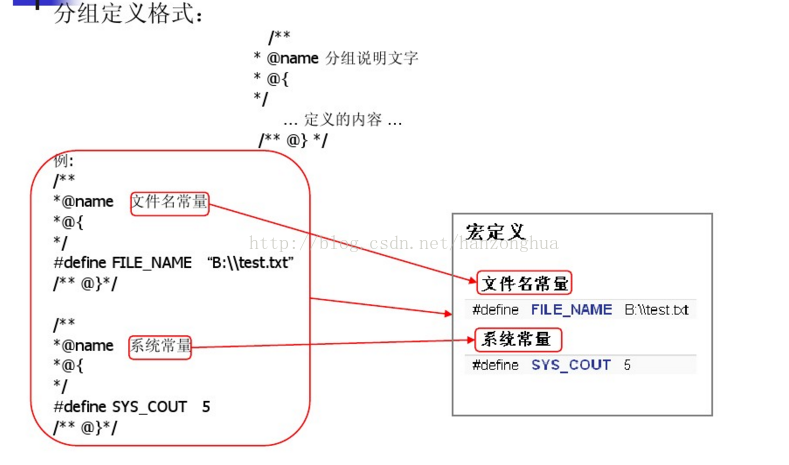 分组定义格式：
/**
* @name 分组说明文字
* @{
*/
... 定义的内容 ...
/** @} */
例:
/**
*@name 文件名常量
*@{
*/
#define FILE_NAME “B:\\test.txt”
/** @}*/
/**
*@name 系统常量
*@{
*/
#define SYS_COUT 5
/** @}*/
http://blog.csdn.net/hanzonghua
宏定义
文件名常量
#define FILE_NAME B:\\test.txt
系统常量
#define SYS_COUT 5